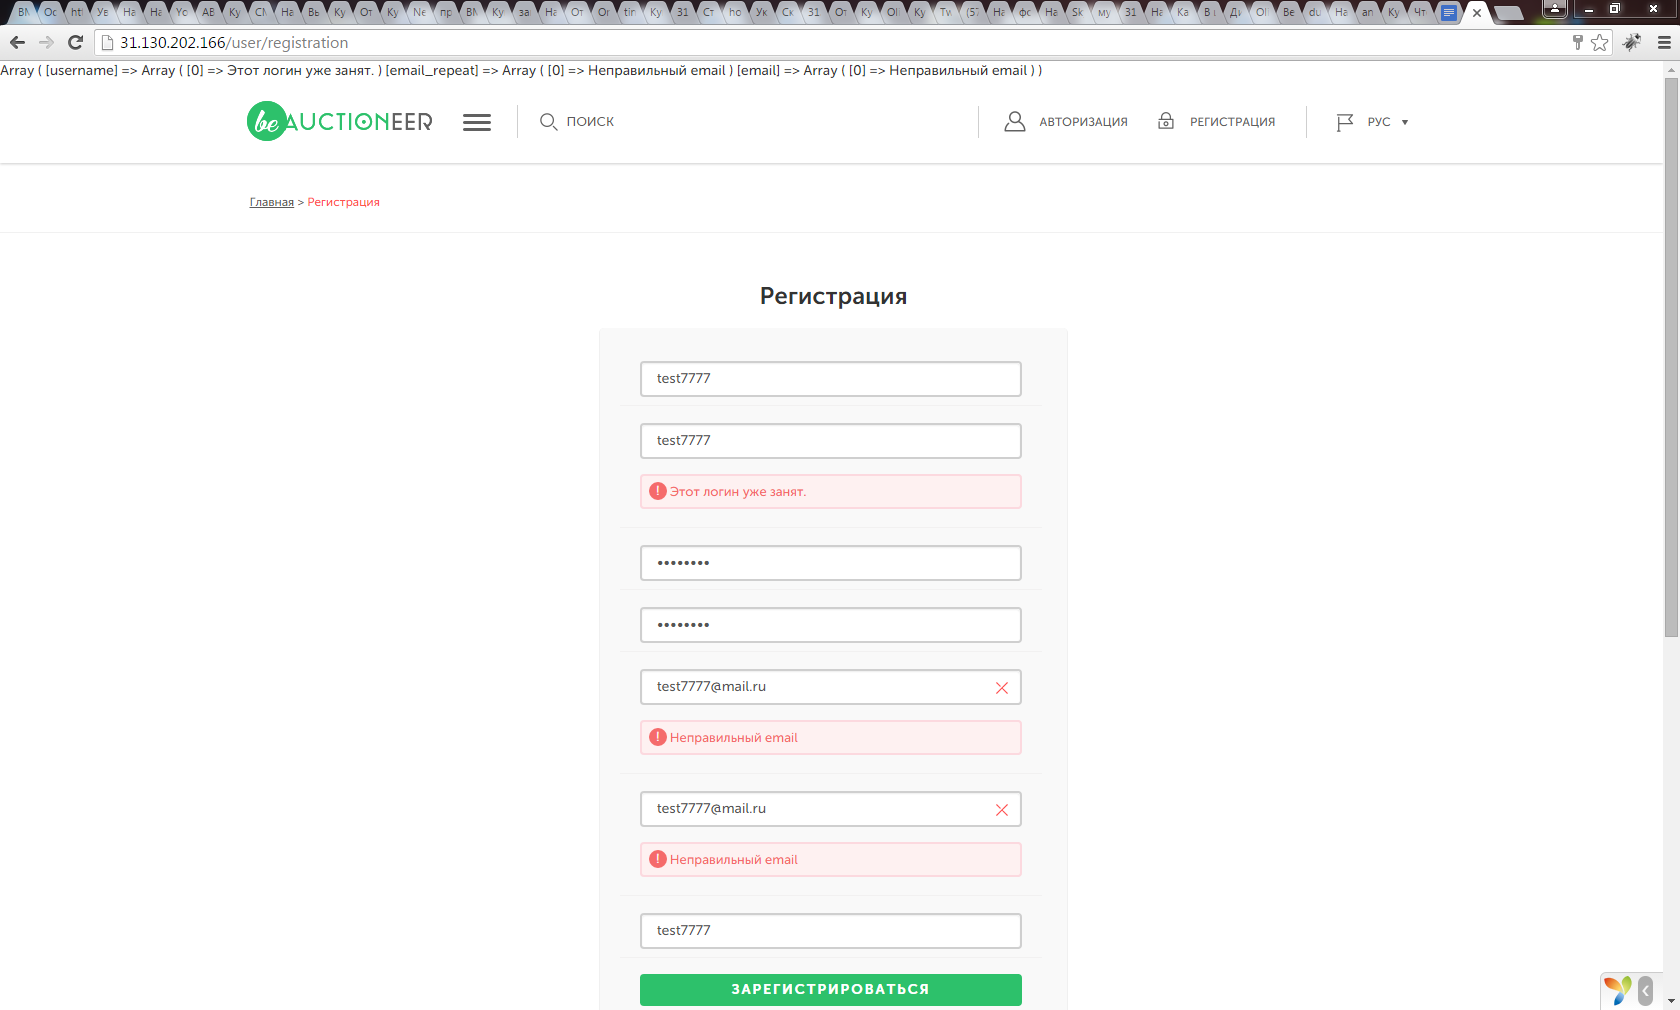 31.130.202.166/user/registration
Array ( [username] => Array ( [0] => Этот логин уже занят. ) [email_repeat] => Array ( [0] => Неправильный email ) [email] => Array ( [0] => Неправильный email ) )
beAUCTIONEER
ПОИСК
АВТОРИЗАЦИЯ
РЕГИСТРАЦИЯ
РУС
Главная > Регистрация
Регистрация
test7777
test7777
Этот логин уже занят.
test7777@mail.ru
Неправильный email
test7777@mail.ru
Неправильный email
test7777
ЗАРЕГИСТРИРОВАТЬСЯ